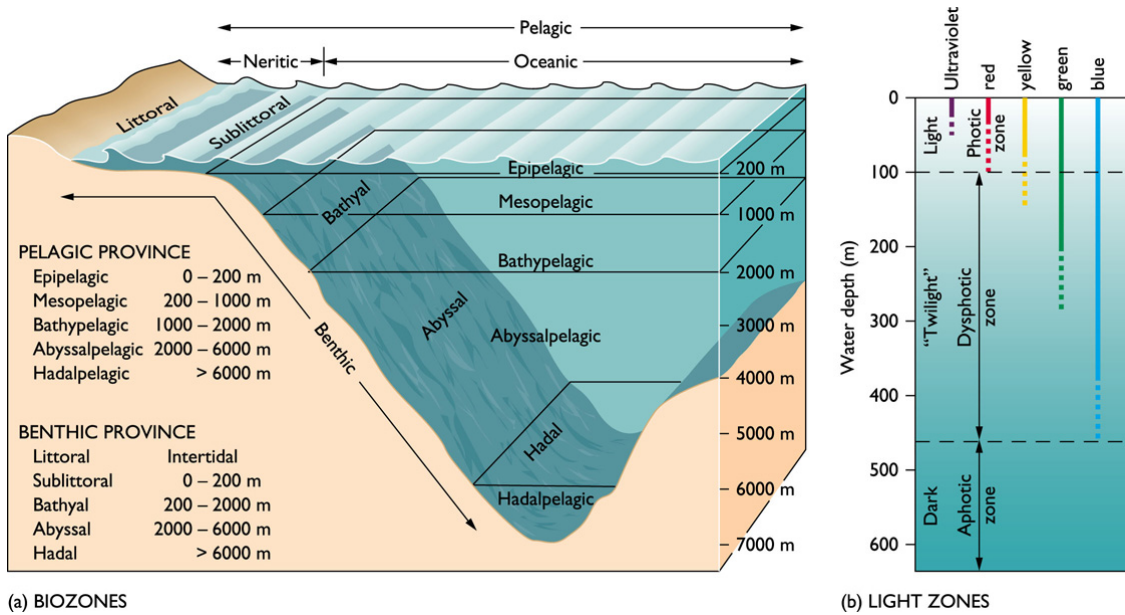 Pelagic
Neritic
Oceanic
Littoral
Sublittoral
Epipelagic
200 m
Bathyal
Mesopelagic
1000 m
Bathypelagic
2000 m
Abyssal
3000 m
Abyssalpelagic
Benthic
4000 m
Hadal
5000 m
Hadalpelagic
6000 m
7000 m
PELAGIC PROVINCE
Epipelagic 0 – 200 m
Mesopelagic 200 – 1000 m
Bathypelagic 1000 – 2000 m
Abyssalpelagic 2000 – 6000 m
Hadalpelagic > 6000 m
BENTHIC PROVINCE
Littoral Intertidal
Sublittoral 0 – 200 m
Bathyal 200 – 2000 m
Abyssal 2000 – 6000 m
Hadal > 6000 m
(a) BIOZONES
Ultraviolet
red
yellow
green
blue
Water depth (m)
0
100
200
300
400
500
600
Light
Photic
zone
“Twilight”
Dysphotic
zone
Dark
Aphotic
zone
(b) LIGHT ZONES